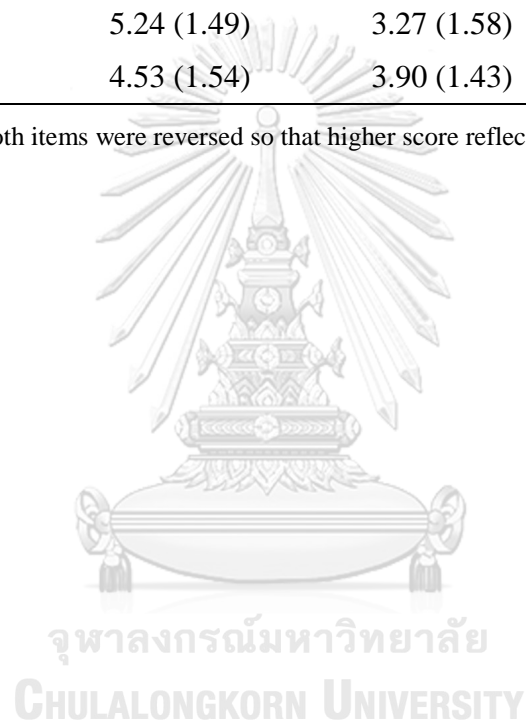 5.24 (1.49) 3.27 (1.58)
4.53 (1.54) 3.90 (1.43)
items were reversed so that higher score
จุฬาลงกรณ์มหาวิทยาลัย
CHULALONGKORN UNIVERSITY